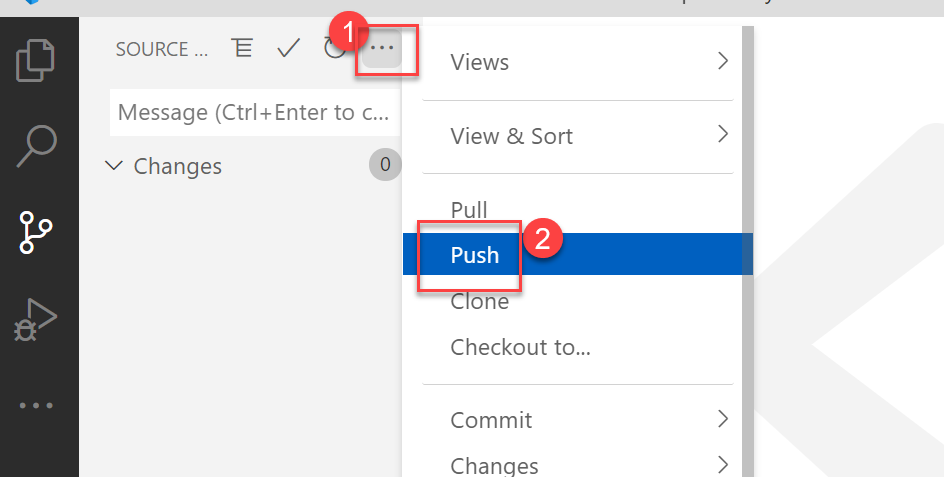 1
SOURCE ...
Message (Ctrl+Enter to c...
Changes
0
Views
View & Sort
Pull
Push
2
Clone
Checkout to...
Commit
Changes